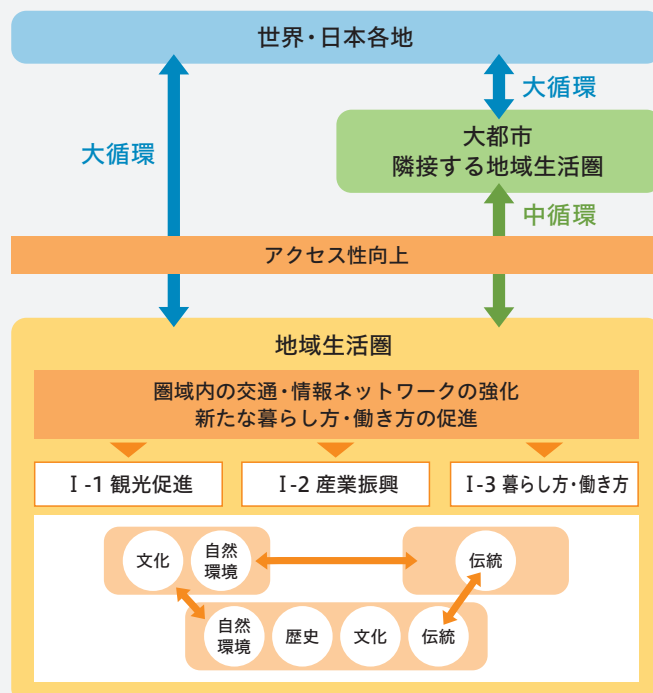 世界・日本各地
大循環
大循環
大都市
隣接する地域生活圏
中循環
アクセス性向上
地域生活圏
圏域内の交通・情報ネットワークの強化
新たな暮らし方・働き方の促進
Ⅰ-1 観光促進
Ⅰ-2 産業振興
Ⅰ-3 暮らし方・働き方
文化
自然
環境
伝統
自然
環境
歴史
文化
伝統